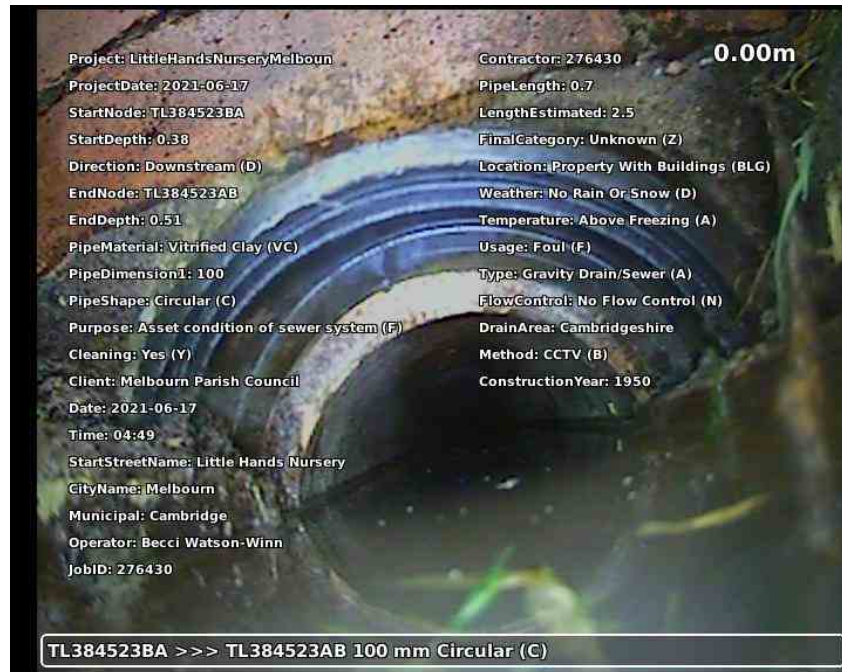 0.00m
Project: LittleHandsNurseryMelboun
ProjectDate: 2021-06-17
StartNode: TL384523BA
StartDepth: 0.38
Direction: Downstream (D)
EndNode: TL384523AB
EndDepth: 0.51
PipeMaterial: Vitrified Clay (VC)
PipeDimension1: 100
PipeShape: Circular (C)
Purpose: Asset condition of sewer system (F)
Cleaning: Yes (Y)
Client: Melbourn Parish Council
Date: 2021-06-17
Time: 04:49
StartStreetName: Little Hands Nursery
CityName: Melbourn
Municipal: Cambridge
Operator: Becci Watson-Winn
JobID: 276430
Contractor: 276430
PipeLength: 0.7
LengthEstimated: 2.5
FinalCategory: Unknown (Z)
Location: Property With Buildings (BLG)
Weather: No Rain Or Snow (D)
Temperature: Above Freezing (A)
Usage: Foul (F)
Type: Gravity Drain/Sewer (A)
FlowControl: No Flow Control (N)
DrainArea: Cambridgeshire
Method: CCTV (B)
ConstructionYear: 1950
TL384523BA >>> TL384523AB 100 mm Circular (C)